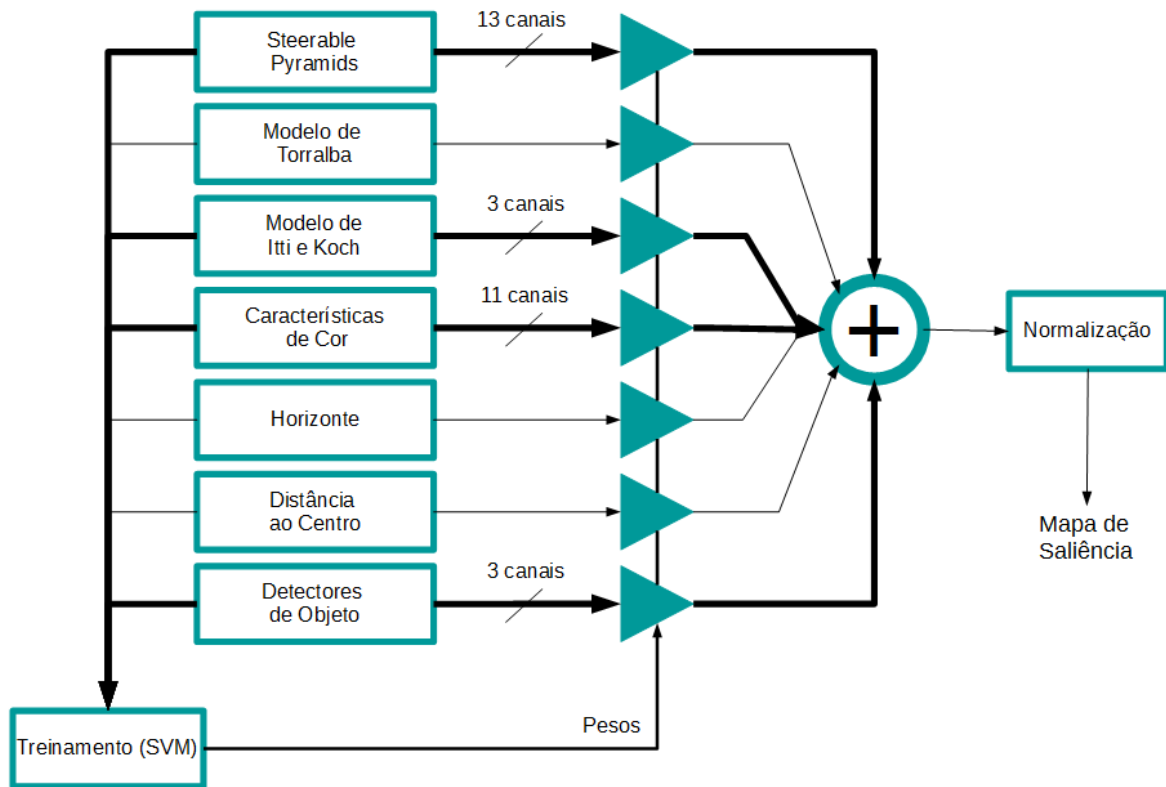 13 canais
Steerable
Pyramids
Modelo de
Torralba
3 canais
Modelo de
Itti e Koch
11 canais
Características
de Cor
+
Normalização
Horizonte
Distância
ao Centro
Mapa de
Saliência
3 canais
Detectores
de Objeto
Pesos
Treinamento (SVM)